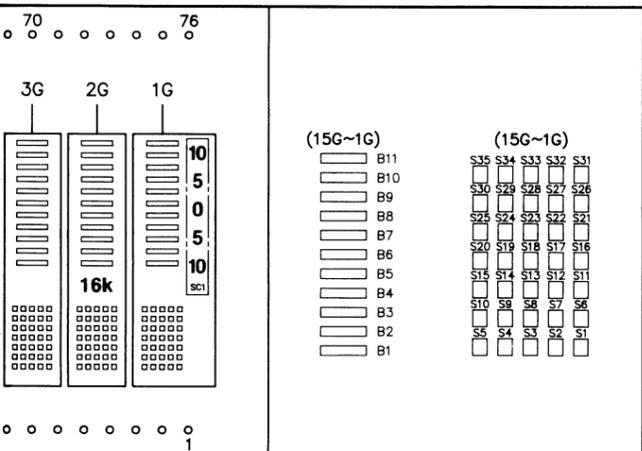 70 76
3G 2G 1G
10
5
0
5
10
SC1
16k
1
(15G~1G)
B11
B10
B9
B8
B7
B6
B5
B4
B3
B2
B1
(15G~1G)
S35 S34 S33 S32 S31
S30 S29 S28 S27 S26
S25 S24 S23 S22 S21
S20 S19 S18 S17 S16
S15 S14 S13 S12 S11
S10 S9 S8 S7 S6
S5 S4 S3 S2 S1